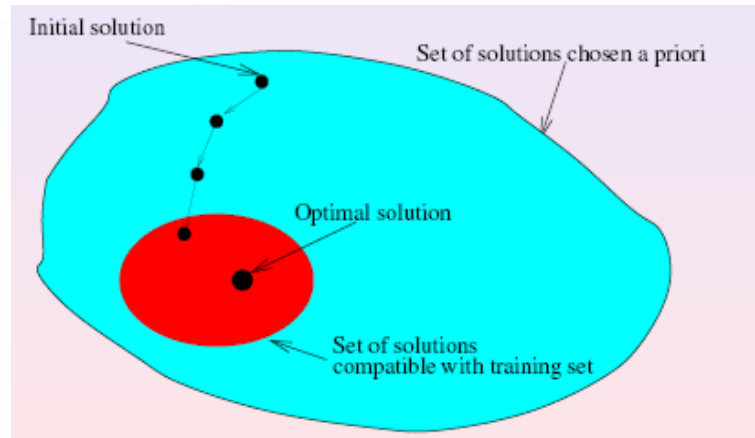 Initial solution
Set of solutions chosen a priori
Optimal solution
Set of solutions
compatible with training set